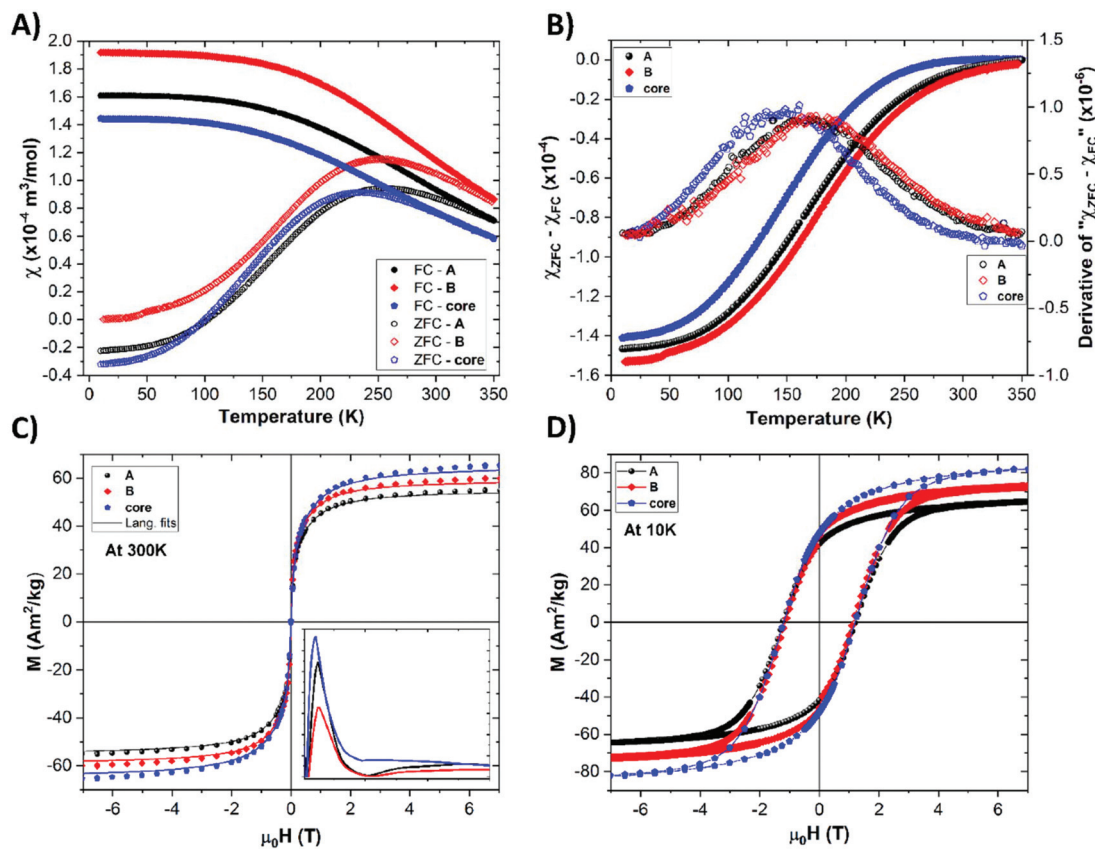 A)
χ (x10⁻⁴ m³/mol)
2.0
1.8
1.6
1.4
1.2
1.0
0.8
0.6
0.4
0.2
0.0
-0.2
-0.4
FC - A
FC - B
FC - core
ZFC - A
ZFC - B
ZFC - core
0 50 100 150 200 250 300 350
Temperature (K)
B)
χZFC - χFC (x10⁻⁴)
0.0
-0.2
-0.4
-0.6
-0.8
-1.0
-1.2
-1.4
-1.6
A
B
core
A
B
core
1.5
1.0
0.5
0.0
-0.5
-1.0
Derivative of "χZFC - χFC" (x10⁻⁶)
0 50 100 150 200 250 300 350
Temperature (K)
C)
M (Am²/kg)
60
40
20
0
-20
-40
-60
A
B
core
Lang. fits
At 300K
-6 -4 -2 0 2 4 6
μ₀H (T)
D)
M (Am²/kg)
80
60
40
20
0
-20
-40
-60
-80
A
B
core
At 10K
-6 -4 -2 0 2 4 6
μ₀H (T)